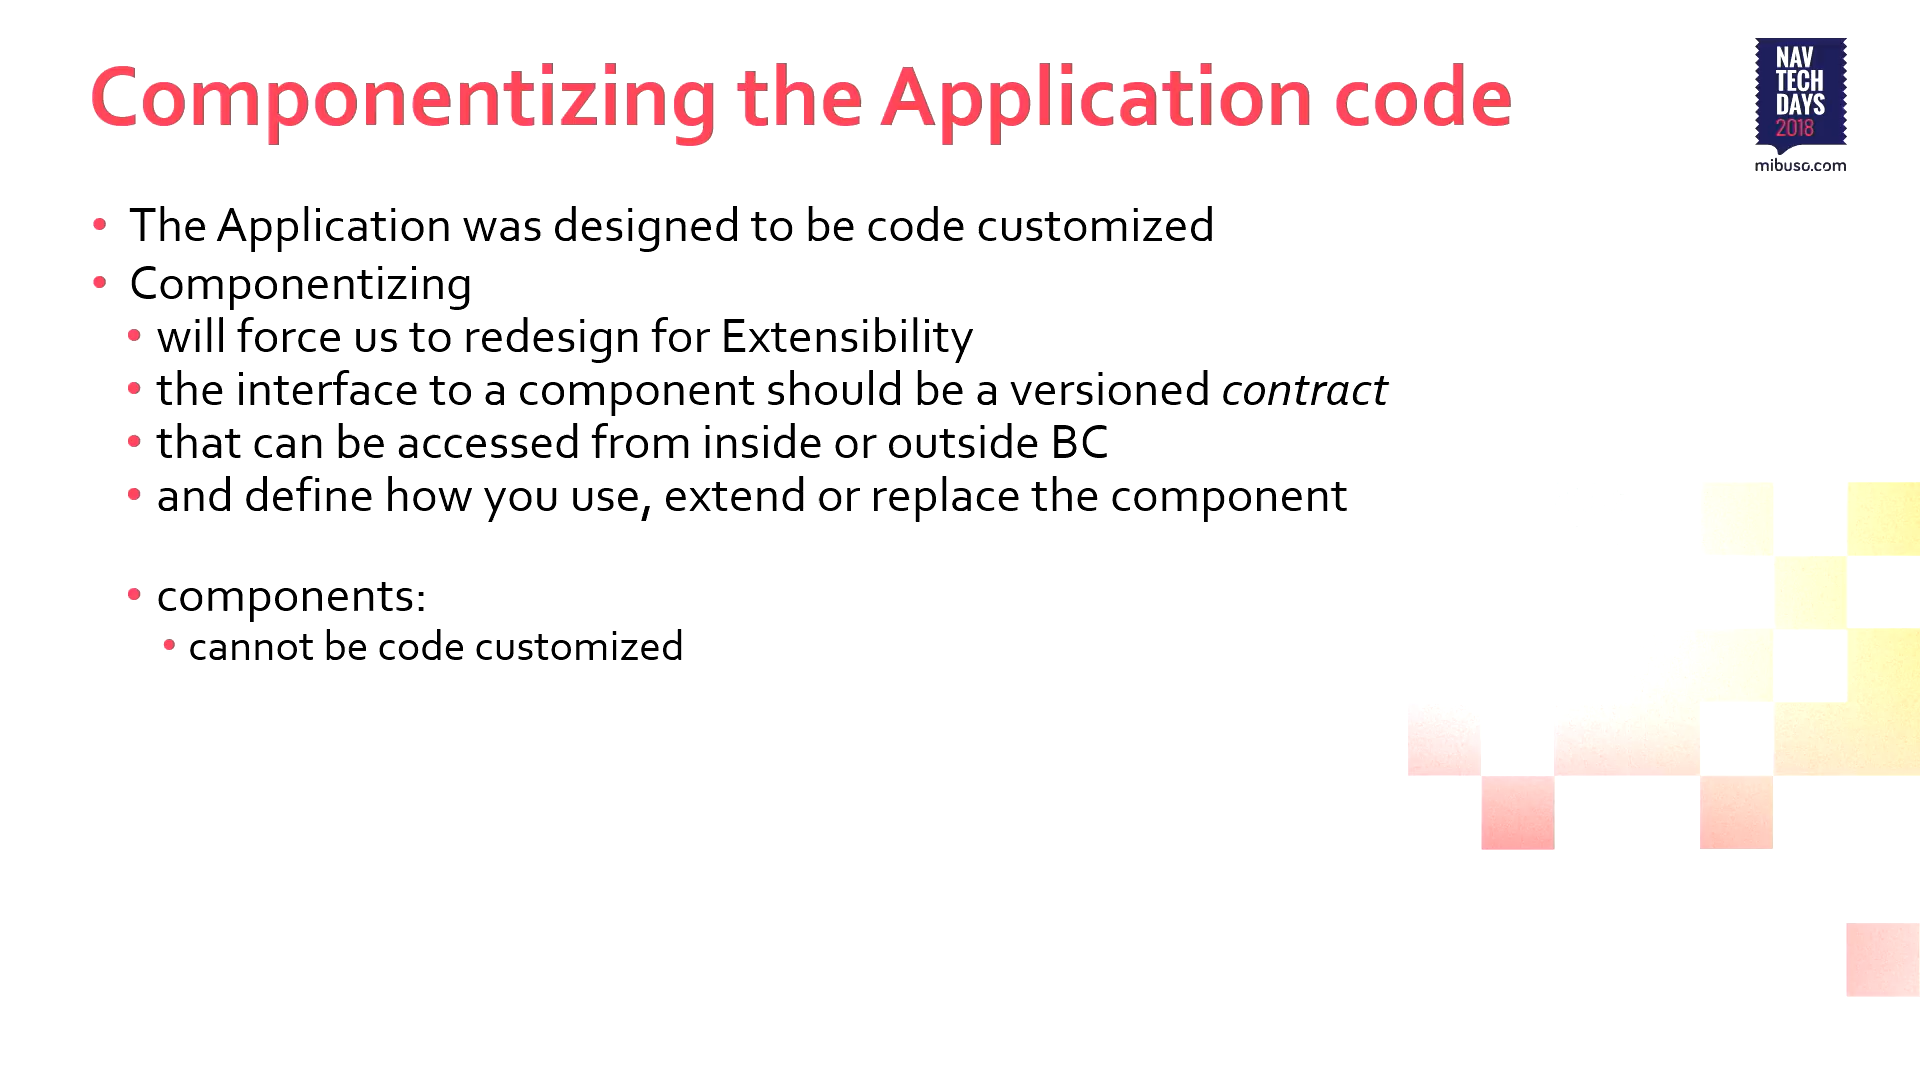 Componentizing the Application code
NAV
TECH
DAYS
2018
mibuso.com
• The Application was designed to be code customized
• Componentizing
• will force us to redesign for Extensibility
• the interface to a component should be a versioned contract
• that can be accessed from inside or outside BC
• and define how you use, extend or replace the component
• components:
• cannot be code customized